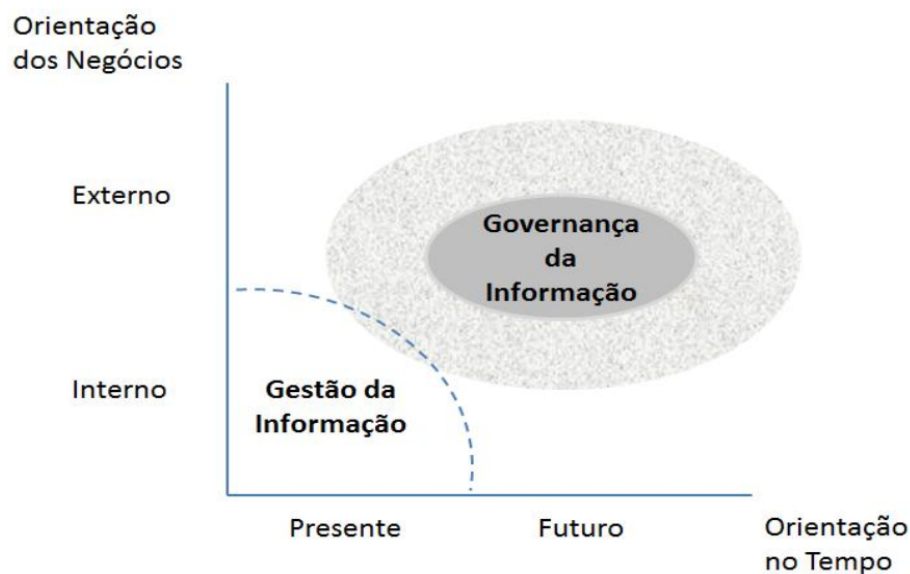 Orientação
dos Negócios
Externo
Governança
da
Informação
Interno
Gestão da
Informação
Presente
Futuro
Orientação
no Tempo